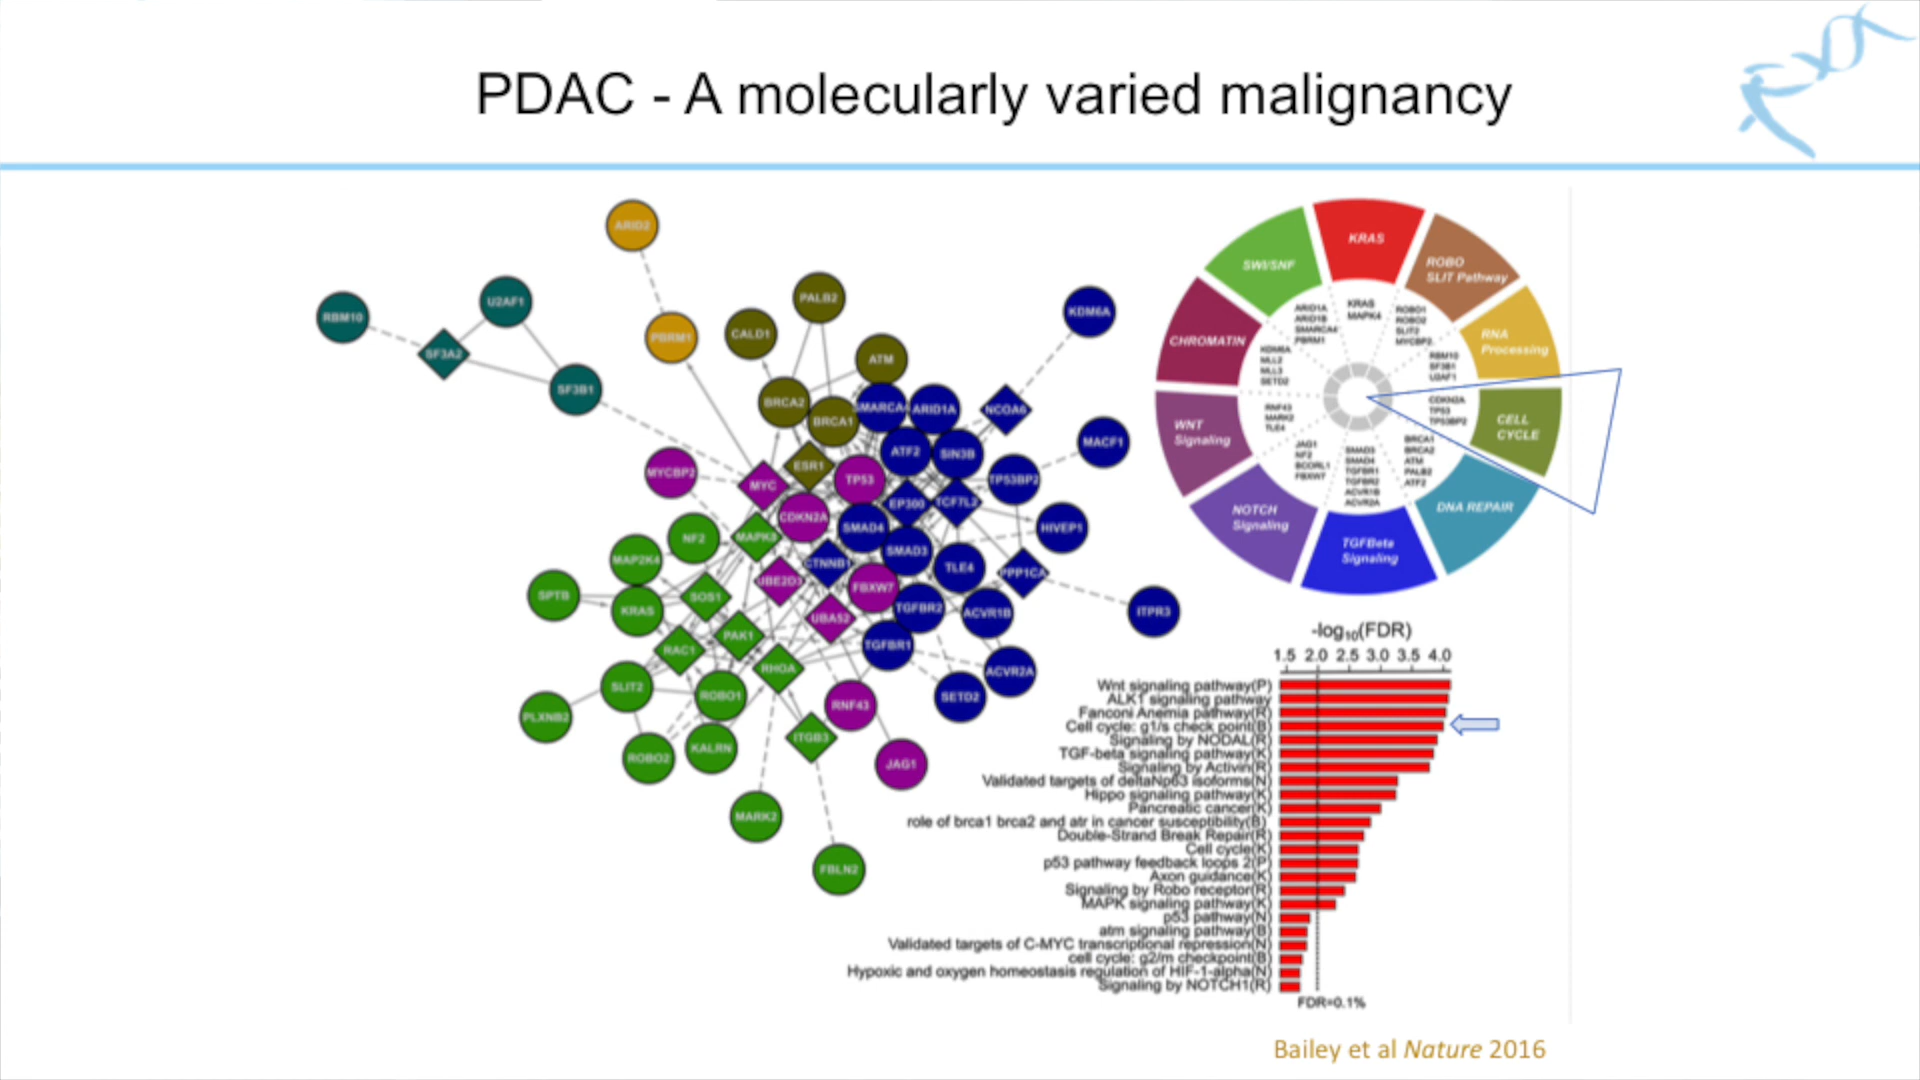 PDAC - A molecularly varied malignancy
ARID2
PALB2
U2AF1
RBM10
KDM6A
CALD1
PBRM1
SF3A2
ATM
SF3B1
BRCA2
BRCA1
SMARCA4
ARID1A
NCOA6
MACF1
ATF2
SIN3B
ESR1
MYCBP2
MYC
TP53
TP53BP2
EP300
TCF7L2
CDKN2A
SMAD4
HIVEP1
NF2
MAPK8
SMAD3
MAP2K4
CTNNB1
TLE4
PPP1CA
UBE2D3
FBXW7
SPTB
SOS1
KRAS
TGFBR2
ACVR1B
ITPR3
UBA52
PAK1
RAC1
TGFBR1
RHOA
ACVR2A
SLIT2
ROBO1
SETD2
RNF43
PLXNB2
ITGB3
KALRN
ROBO2
JAG1
MARK2
FBLN2
KRAS
ROBO
SLIT Pathway
RNA
Processing
CELL
CYCLE
DNA REPAIR
TGFBeta
Signaling
NOTCH
Signaling
WNT
Signaling
CHROMATIN
SWI/SNF
KRAS
MAPK4
ROBO1
ROBO2
SLIT2
MYCBP2
RBM10
SF3B1
U2AF1
CDKN2A
TP53
TP53BP2
BRCA1
BRCA2
ATM
PALB2
ATF2
SMAD3
SMAD4
TGFBR1
TGFBR2
ACVR1B
ACVR2A
JAG1
NF2
BCORL1
FBXW7
RNF43
MARK2
TLE4
KDM6A
MLL2
MLL3
SETD2
ARID1A
ARID1B
SMARCA4
PBRM1
-log10(FDR)
1.5 2.0 2.5 3.0 3.5 4.0
Wnt signaling pathway(P)
ALK1 signaling pathway
Fanconi Anemia pathway(R)
Cell cycle: g1/s check point(B)
Signaling by NODAL(R)
TGF-beta signaling pathway(K)
Signaling by Activin(R)
Validated targets of deltaNp63 isoforms(N)
Hippo signaling pathway(K)
Pancreatic cancer(K)
role of brca1 brca2 and atr in cancer susceptibility(B)
Double-Strand Break Repair(R)
Cell cycle(K)
p53 pathway feedback loops 2(P)
Axon guidance(K)
Signaling by Robo receptor(R)
MAPK signaling pathway(K)
p53 pathway(N)
atm signaling pathway(B)
Validated targets of C-MYC transcriptional repression(N)
cell cycle: g2/m checkpoint(B)
Hypoxic and oxygen homeostasis regulation of HIF-1-alpha(N)
Signaling by NOTCH1(R)
FDR=0.1%
Bailey et al Nature 2016